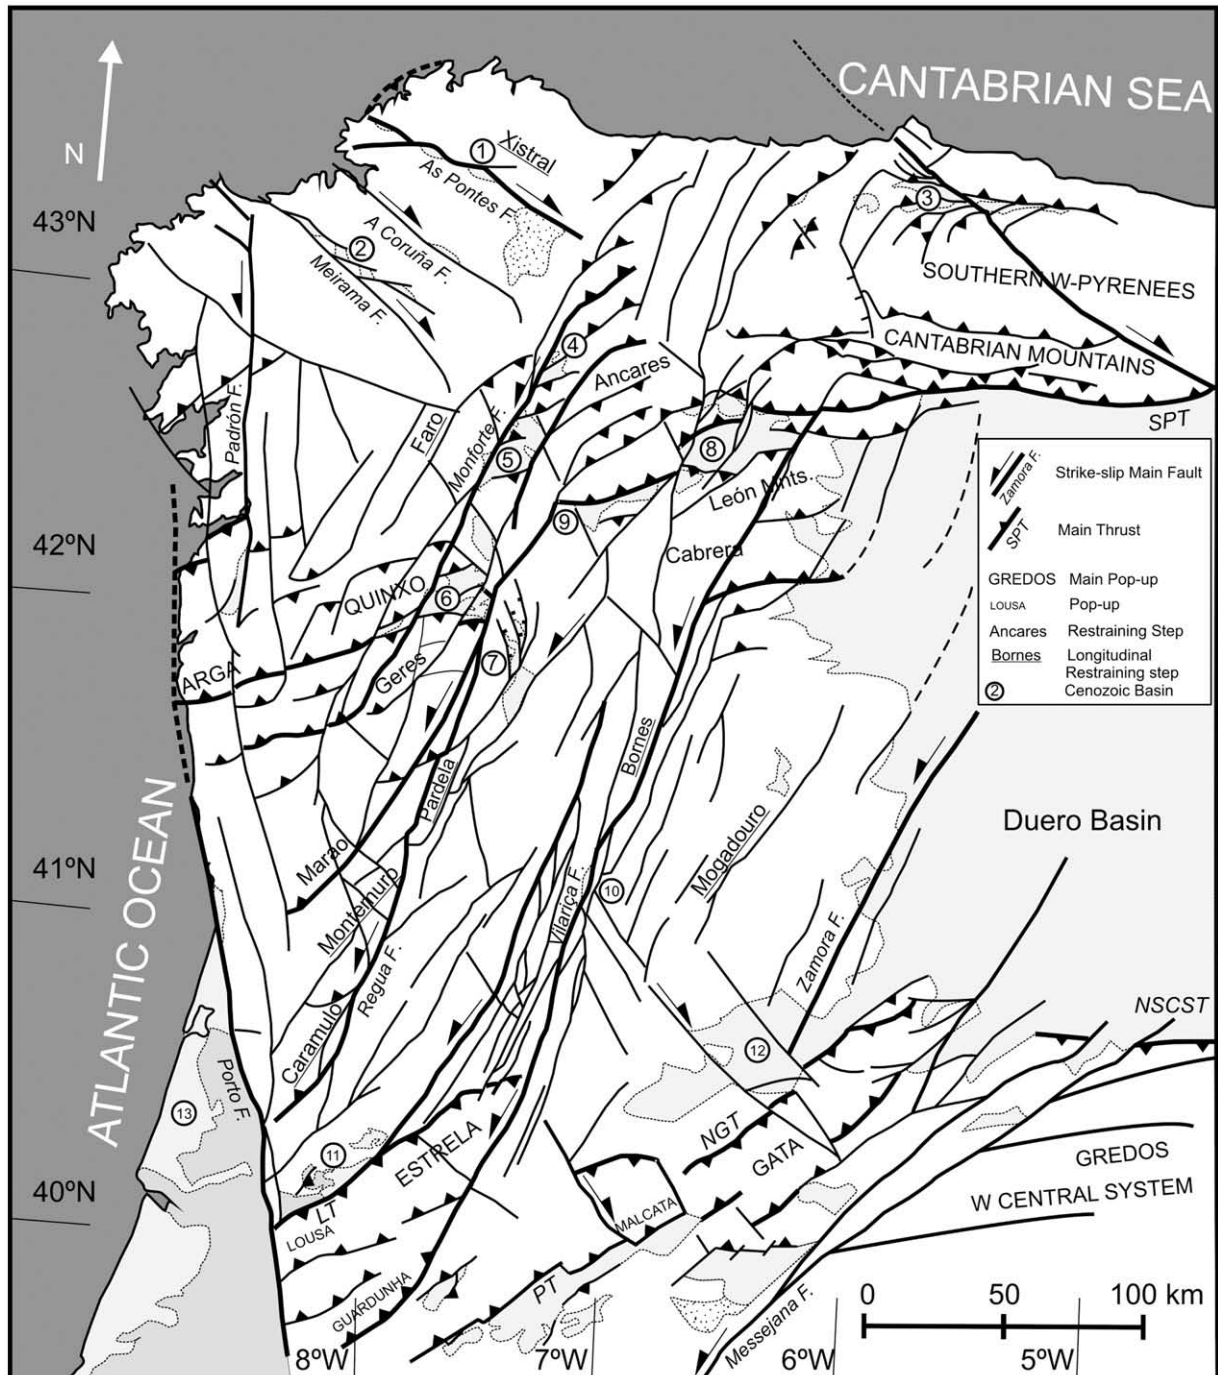 CANTABRIAN SEA
N
43ºN
42ºN
41ºN
40ºN
ATLANTIC OCEAN
1
Xistral
As Pontes F.
2
A Coruña F.
Meirama F.
3
SOUTHERN W-PYRENEES
CANTABRIAN MOUNTAINS
SPT
Padrón F.
Faro
Monforte F.
4
Ancares
5
8
León Mnts.
9
Cabrera
QUINXO
6
ARGA
Geres
7
Pardela
Bornes
Marao
Montemuro
Mogadouro
Vilariça F.
10
Zamora F.
Duero Basin
Regua F.
Caramulo
Porto F.
13
11
12
NSCST
ESTRELA
LT
LOUSA
GUARDUNHA
NGT
GATA
MALCATA
PT
GREDOS
W CENTRAL SYSTEM
Messejana F.
Zamora F.
Strike-slip Main Fault
SPT
Main Thrust
GREDOS Main Pop-up
LOUSA Pop-up
Ancares Restraining Step
Bornes Longitudinal
Restraining step
2 Cenozoic Basin
0 50 100 km
8ºW 7ºW 6ºW 5ºW